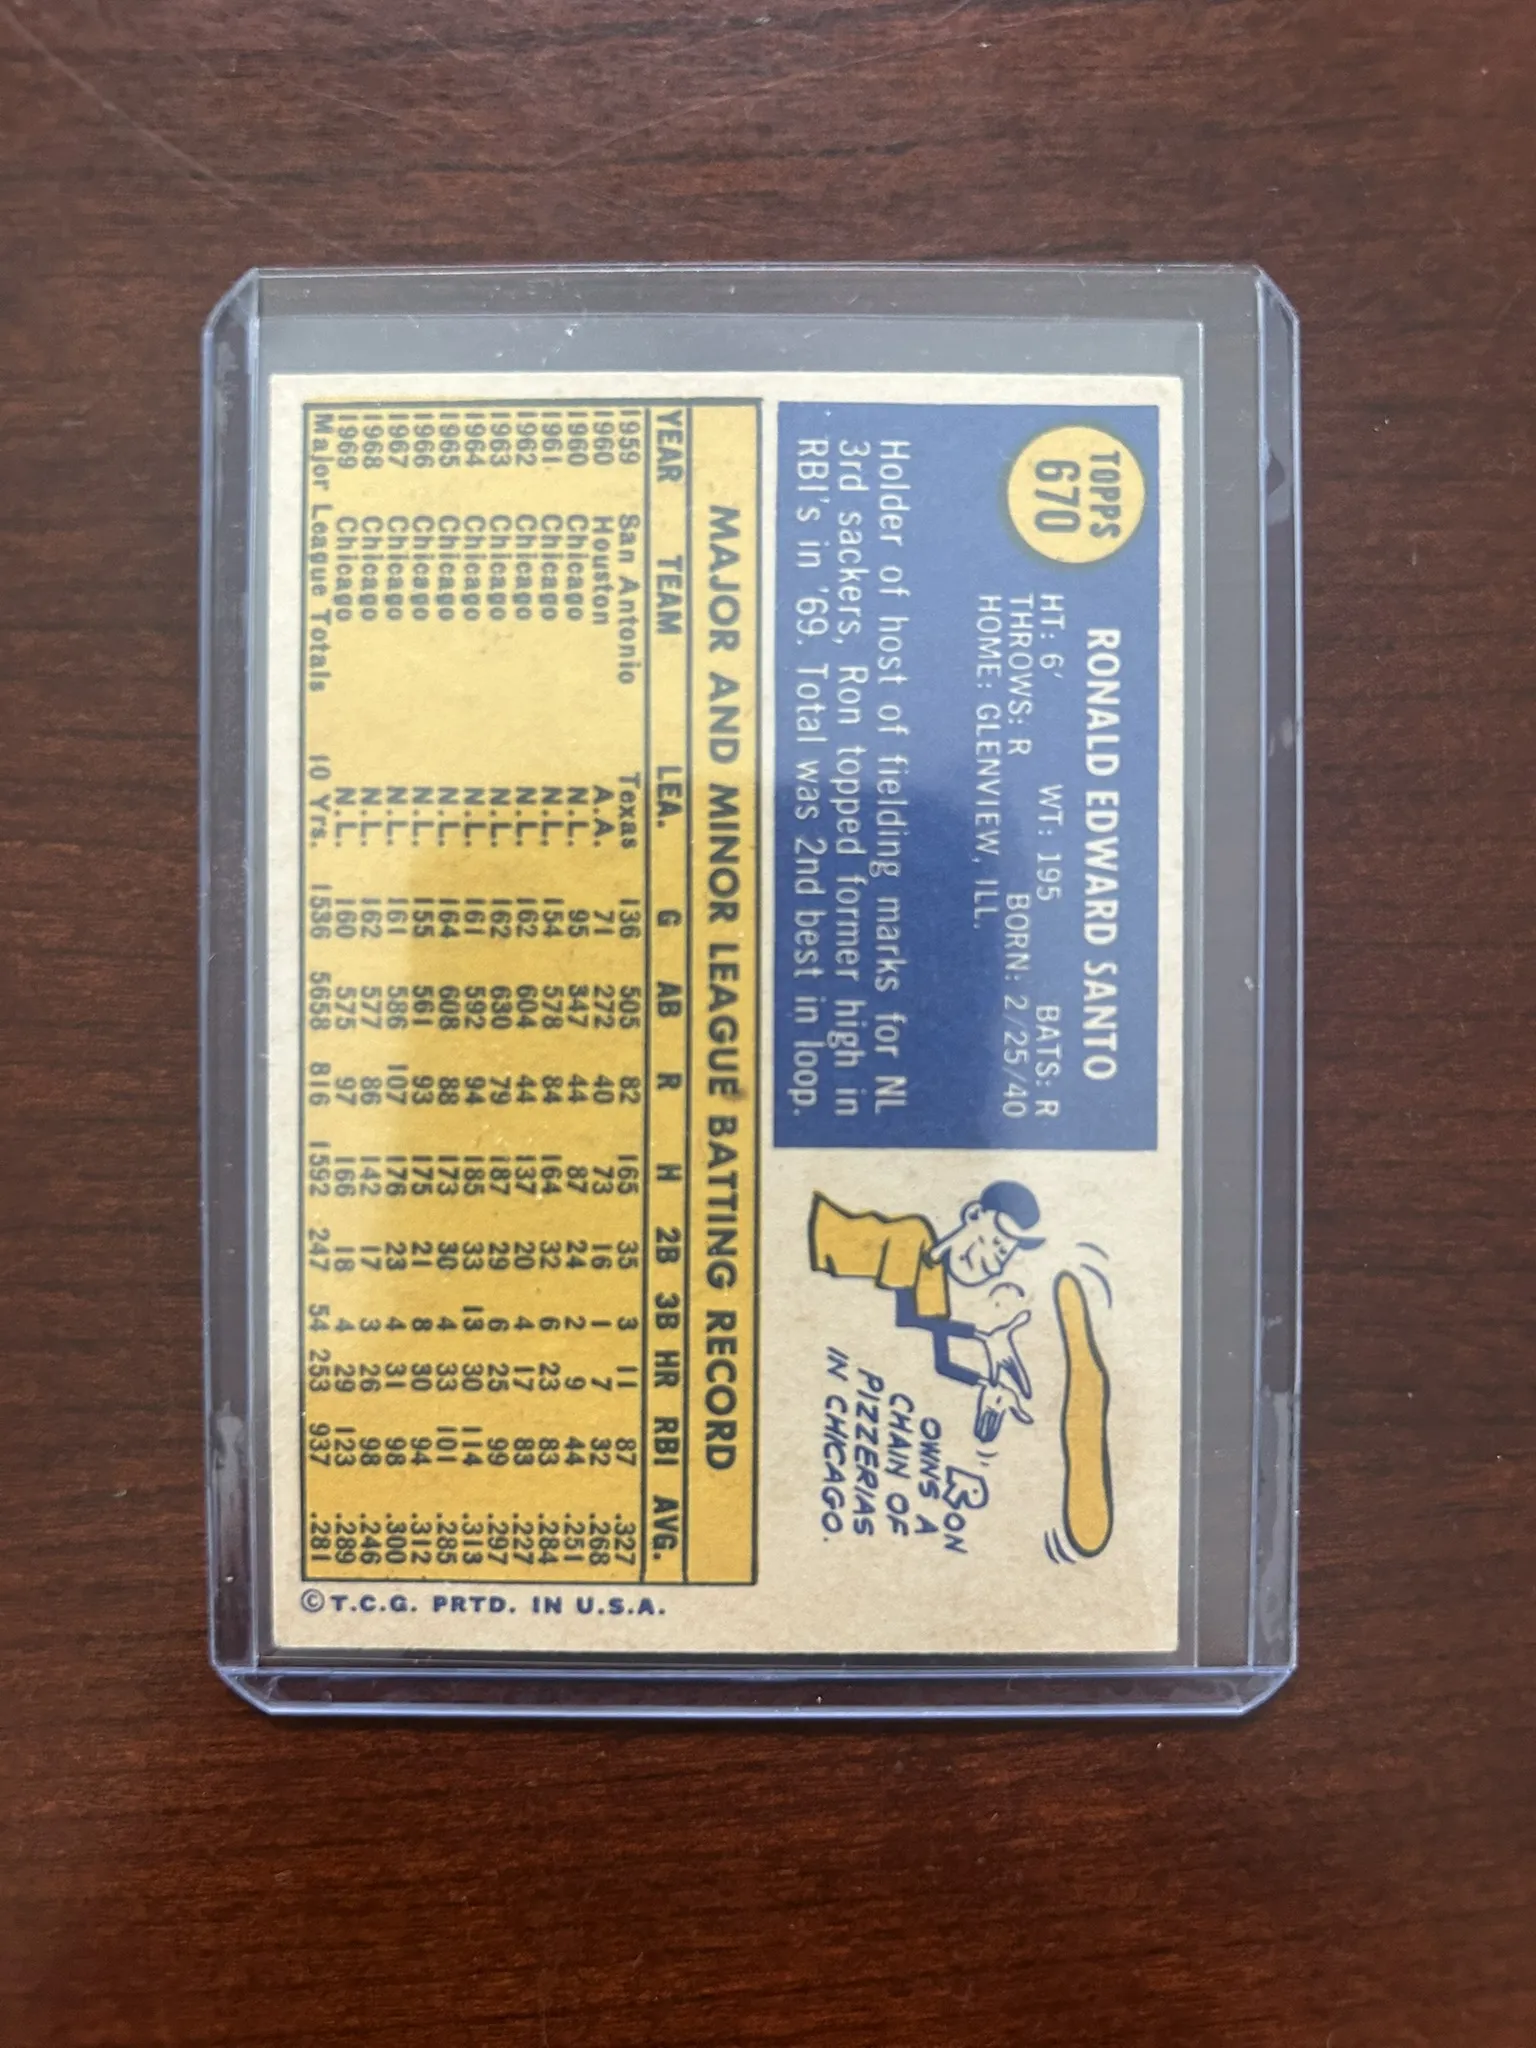 TOPPS
670
RONALD EDWARD SANTO
HT: 6' WT: 195 BATS: R
THROWS: R BORN: 2/25/40
HOME: GLENVIEW, ILL.
Holder of host of fielding marks for NL
3rd sackers, Ron topped former high in
RBI's in '69. Total was 2nd best in loop.
RON
OWNS A
CHAIN OF
PIZZERIAS
IN CHICAGO.
MAJOR AND MINOR LEAGUE BATTING RECORD
YEAR TEAM LEA. G AB R H 2B 3B HR RBI AVG.
1959 San Antonio Texas 136 505 82 165 35 3 11 87 .327
1960 Houston A.A. 71 272 40 73 16 1 7 32 .268
1960 Chicago N.L. 95 347 44 87 24 2 9 44 .251
1961 Chicago N.L. 154 578 84 164 32 6 23 83 .284
1962 Chicago N.L. 162 604 44 137 20 4 17 83 .227
1963 Chicago N.L. 162 630 79 187 29 6 25 99 .297
1964 Chicago N.L. 161 592 94 185 33 13 30 114 .313
1965 Chicago N.L. 164 608 88 173 30 4 33 101 .285
1966 Chicago N.L. 155 561 93 175 21 8 30 94 .312
1967 Chicago N.L. 161 586 107 176 23 4 31 98 .300
1968 Chicago N.L. 162 577 86 142 17 3 26 98 .246
1969 Chicago N.L. 160 575 97 166 18 4 29 123 .289
Major League Totals 10 Yrs. 1536 5658 816 1592 247 54 253 937 .281
© T.C.G. PRTD. IN U.S.A.